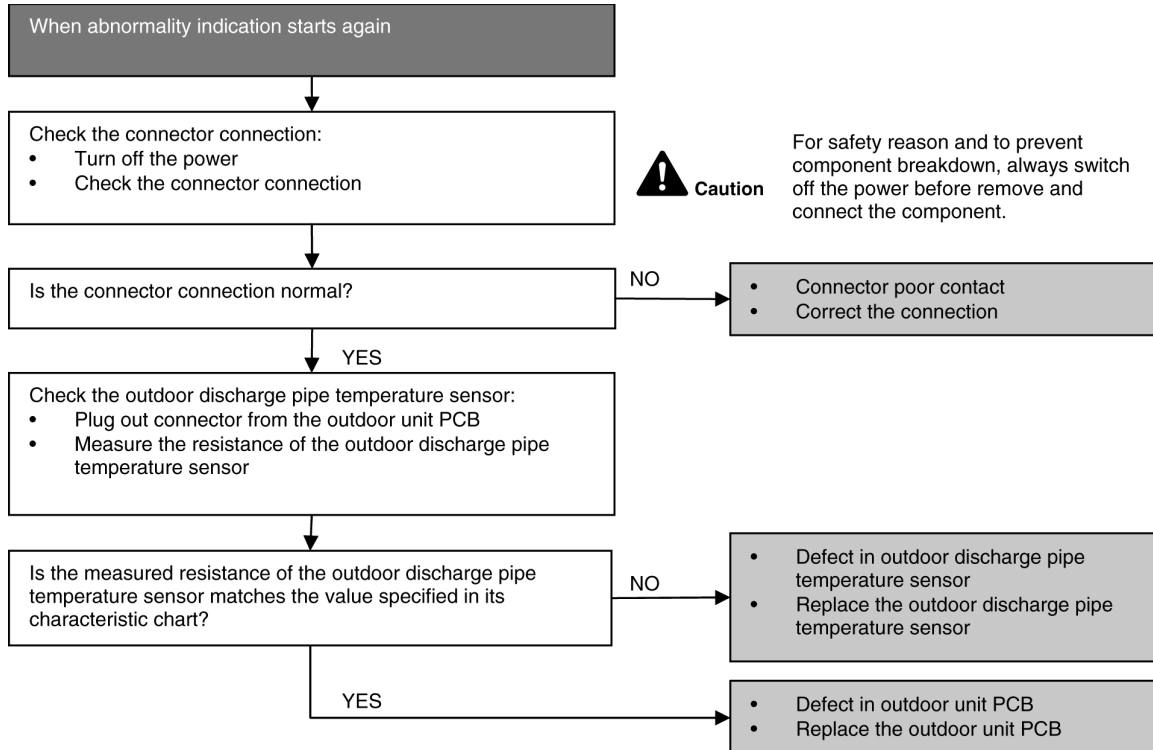 When abnormality indication starts again
Check the connector connection:
• Turn off the power
• Check the connector connection
Caution
For safety reason and to prevent
component breakdown, always switch
off the power before remove and
connect the component.
Is the connector connection normal?
NO
• Connector poor contact
• Correct the connection
YES
Check the outdoor discharge pipe temperature sensor:
• Plug out connector from the outdoor unit PCB
• Measure the resistance of the outdoor discharge pipe
temperature sensor
Is the measured resistance of the outdoor discharge pipe
temperature sensor matches the value specified in its
characteristic chart?
NO
• Defect in outdoor discharge pipe
temperature sensor
• Replace the outdoor discharge pipe
temperature sensor
YES
• Defect in outdoor unit PCB
• Replace the outdoor unit PCB